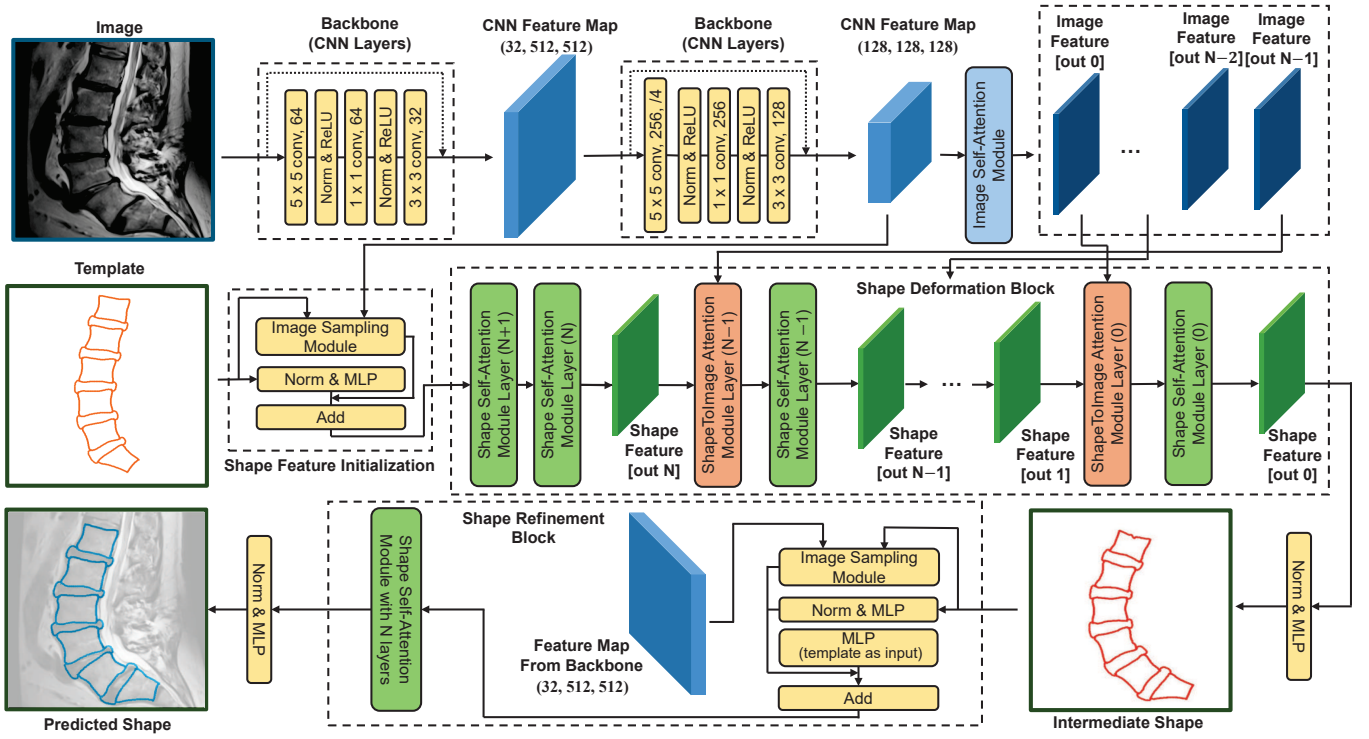 Image
Backbone
(CNN Layers)
5 x 5 conv, 64
Norm & ReLU
1 x 1 conv, 64
Norm & ReLU
3 x 3 conv, 32
CNN Feature Map
(32, 512, 512)
Backbone
(CNN Layers)
5 x 5 conv, 256, /4
Norm & ReLU
1 x 1 conv, 256
Norm & ReLU
3 x 3 conv, 128
CNN Feature Map
(128, 128, 128)
Image Self-Attention
Module
Image
Feature
[out 0]
...
Image
Feature
[out N−2]
Image
Feature
[out N−1]
Template
Image Sampling
Module
Norm & MLP
Add
Shape Feature Initialization
Shape Deformation Block
Shape Self-Attention
Module Layer (N+1)
Shape Self-Attention
Module Layer (N)
Shape
Feature
[out N]
ShapeToImage Attention
Module Layer (N−1)
Shape Self-Attention
Module Layer (N −1)
Shape
Feature
[out N−1]
...
Shape
Feature
[out 1]
ShapeToImage Attention
Module Layer (0)
Shape Self-Attention
Module Layer (0)
Shape
Feature
[out 0]
Predicted Shape
Norm & MLP
Shape Self-Attention
Module with N layers
Shape Refinement
Block
Feature Map
From Backbone
(32, 512, 512)
Image Sampling
Module
Norm & MLP
MLP
(template as input)
Add
Intermediate Shape
Norm & MLP